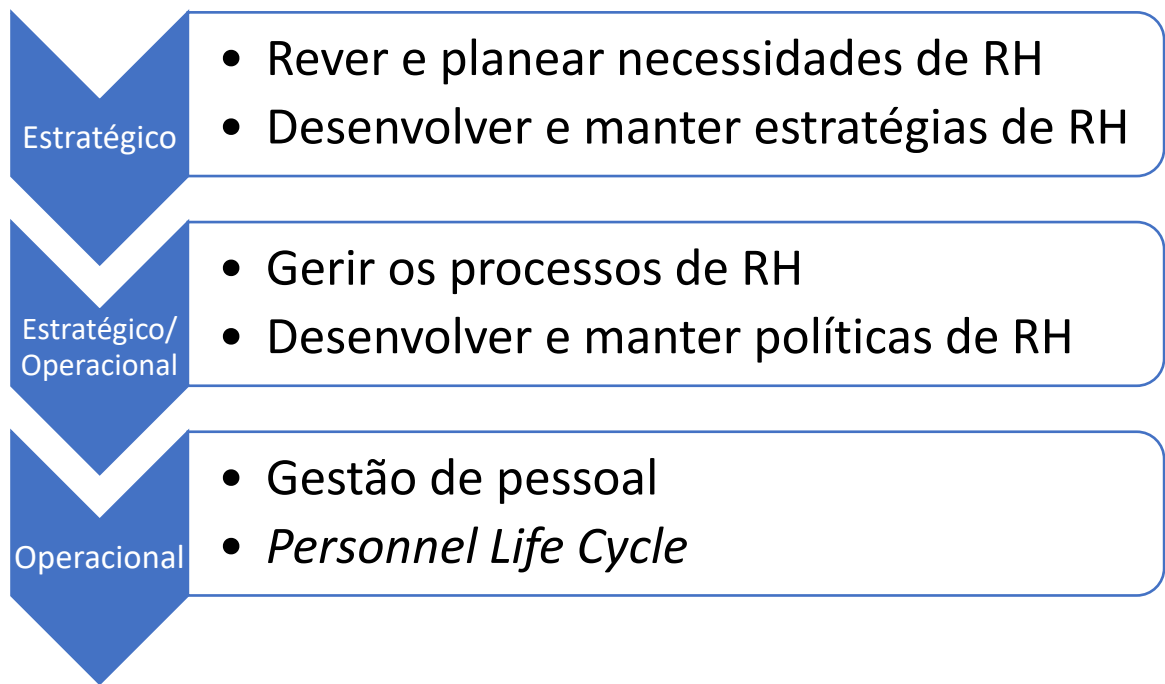 Estratégico
• Rever e planear necessidades de RH
• Desenvolver e manter estratégias de RH
Estratégico/
Operacional
• Gerir os processos de RH
• Desenvolver e manter políticas de RH
Operacional
• Gestão de pessoal
• Personnel Life Cycle